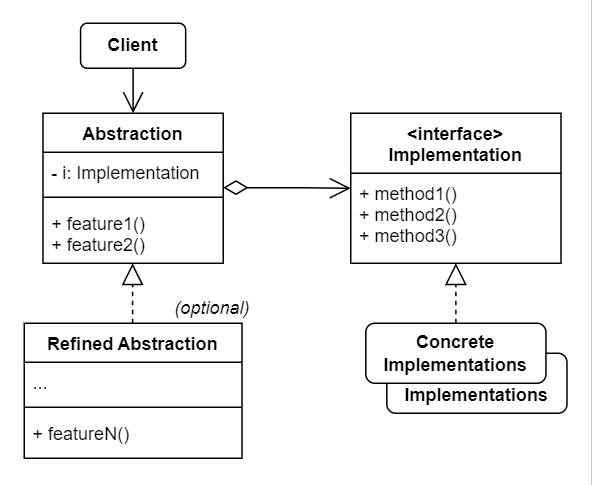 Client
Abstraction
- i: Implementation
+ feature1()
+ feature2()
<interface>
Implementation
+ method1()
+ method2()
+ method3()
(optional)
Refined Abstraction
...
+ featureN()
Concrete
Implementations
Implementations